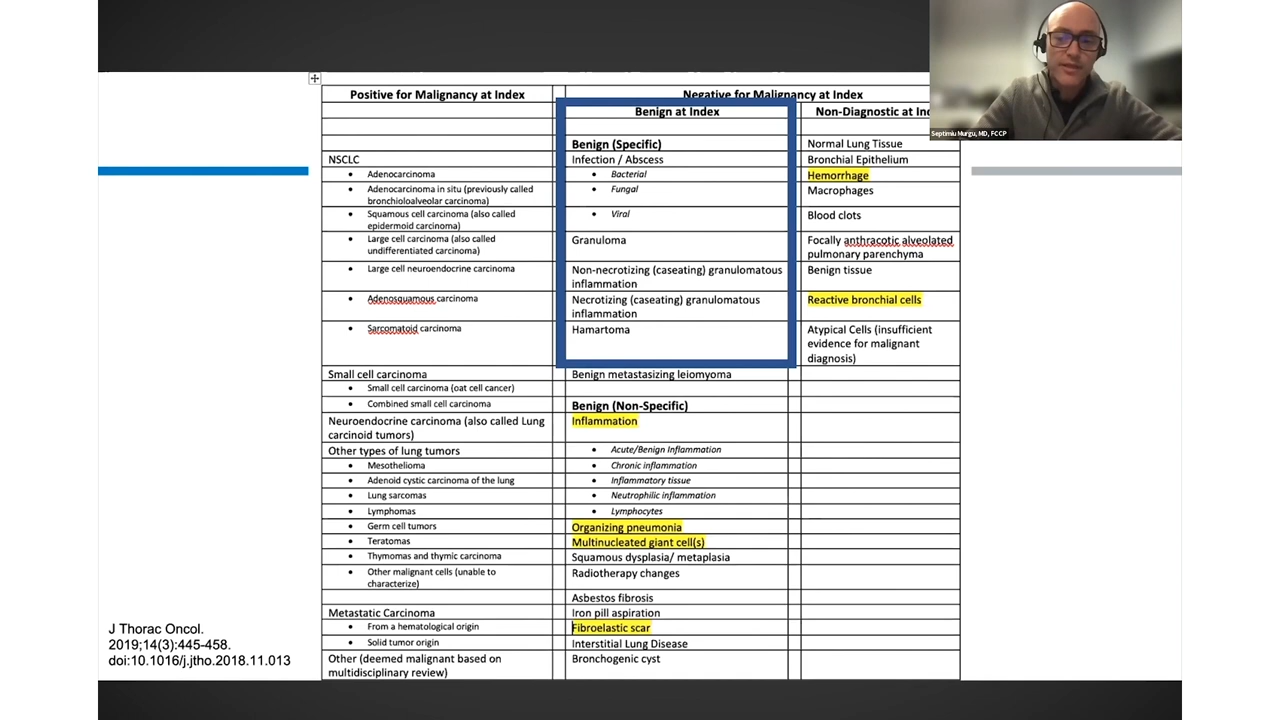 Positive for Malignancy at Index
Negative for Malignancy at Index
Benign at Index
Non-Diagnostic at
Septimiu Murgu, MD, FCCP
Benign (Specific)
Normal Lung Tissue
NSCLC
Infection / Abscess
Bronchial Epithelium
• Adenocarcinoma
• Bacterial
Hemorrhage
• Adenocarcinoma in situ (previously called
bronchioloalveolar carcinoma)
• Fungal
Macrophages
• Squamous cell carcinoma (also called
epidermoid carcinoma)
• Viral
Blood clots
• Large cell carcinoma (also called
undifferentiated carcinoma)
Granuloma
Focally anthracotic alveolated
pulmonary parenchyma
• Large cell neuroendocrine carcinoma
Non-necrotizing (caseating) granulomatous
inflammation
Benign tissue
• Adenosquamous carcinoma
Necrotizing (caseating) granulomatous
inflammation
Reactive bronchial cells
• Sarcomatoid carcinoma
Hamartoma
Atypical Cells (insufficient
evidence for malignant
diagnosis)
Small cell carcinoma
Benign metastasizing leiomyoma
• Small cell carcinoma (oat cell cancer)
• Combined small cell carcinoma
Benign (Non-Specific)
Neuroendocrine carcinoma (also called Lung
carcinoid tumors)
Inflammation
Other types of lung tumors
• Acute/Benign Inflammation
• Mesothelioma
• Chronic inflammation
• Adenoid cystic carcinoma of the lung
• Inflammatory tissue
• Lung sarcomas
• Neutrophilic inflammation
• Lymphomas
• Lymphocytes
• Germ cell tumors
Organizing pneumonia
• Teratomas
Multinucleated giant cell(s)
• Thymomas and thymic carcinoma
Squamous dysplasia/ metaplasia
• Other malignant cells (unable to
characterize)
Radiotherapy changes
Asbestos fibrosis
Metastatic Carcinoma
Iron pill aspiration
• From a hematological origin
Fibroelastic scar
• Solid tumor origin
Interstitial Lung Disease
Other (deemed malignant based on
multidisciplinary review)
Bronchogenic cyst
J Thorac Oncol.
2019;14(3):445-458.
doi:10.1016/j.jtho.2018.11.013